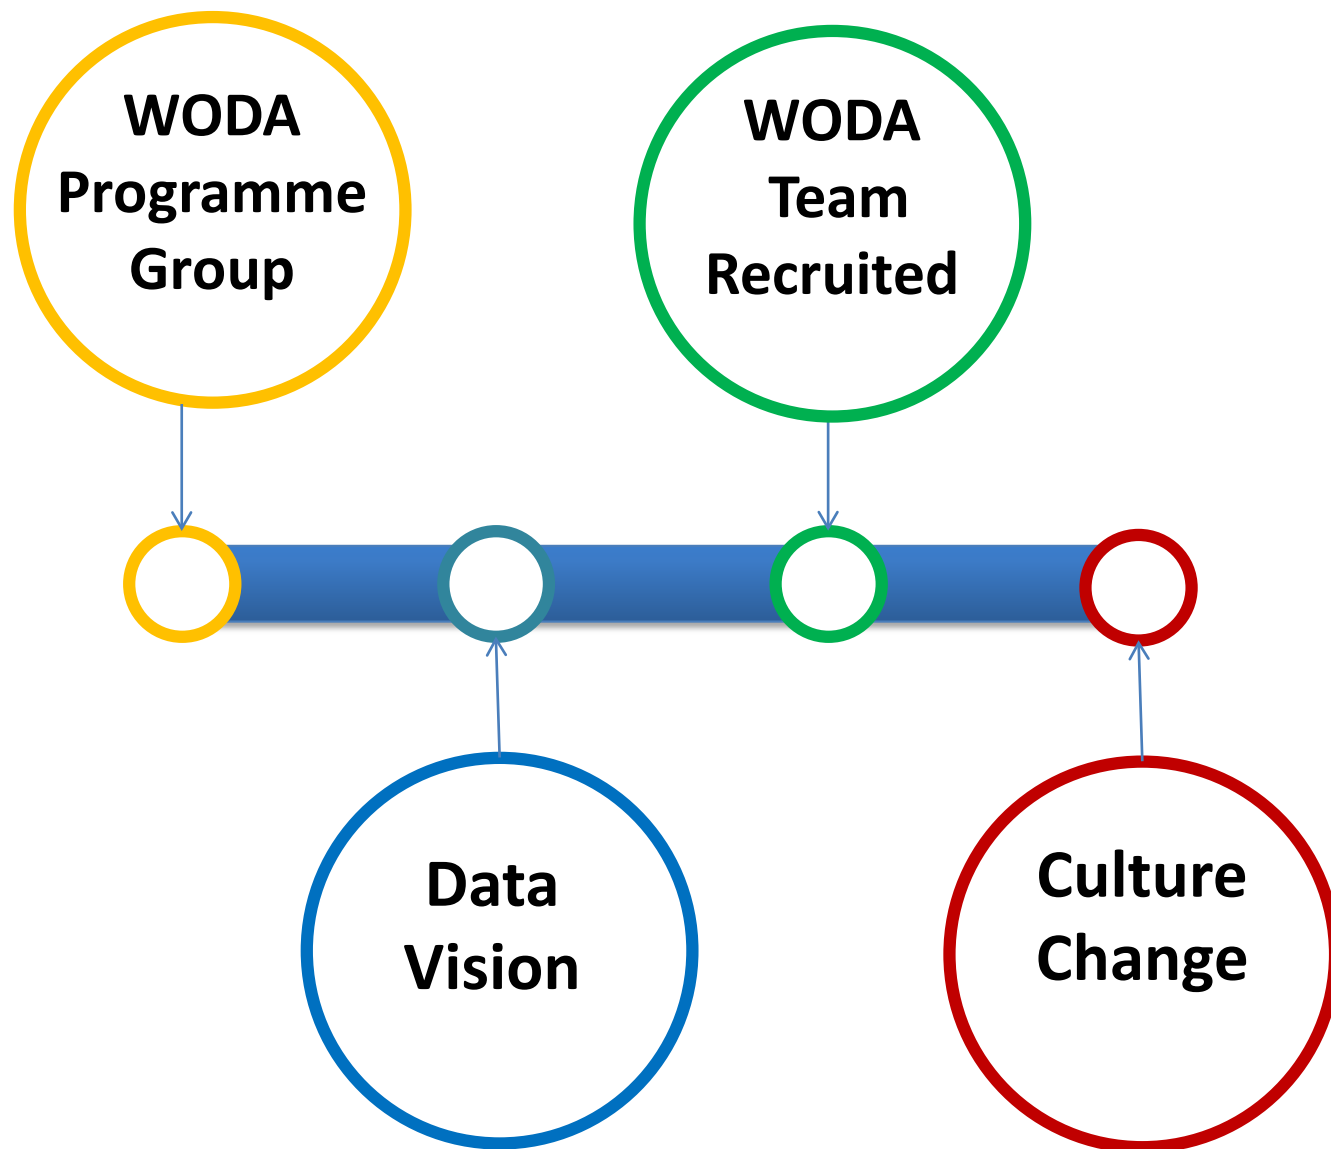 WODA
Programme
Group
WODA
Team
Recruited
Data
Vision
Culture
Change